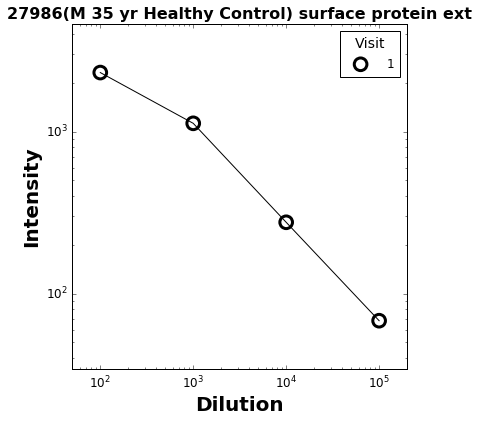 27986(M 35 yr Healthy Control) surface protein ext
Visit
1
10³
10²
Intensity
10² 10³ 10⁴ 10⁵
Dilution